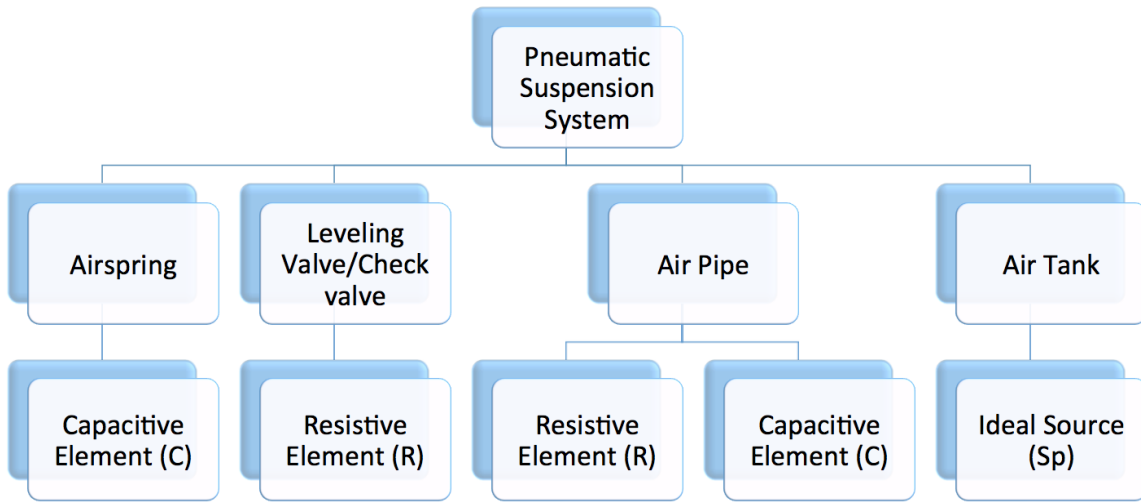 Pneumatic
Suspension
System
Airspring
Leveling
Valve/Check
valve
Air Pipe
Air Tank
Capacitive
Element (C)
Resistive
Element (R)
Resistive
Element (R)
Capacitive
Element (C)
Ideal Source
(Sp)